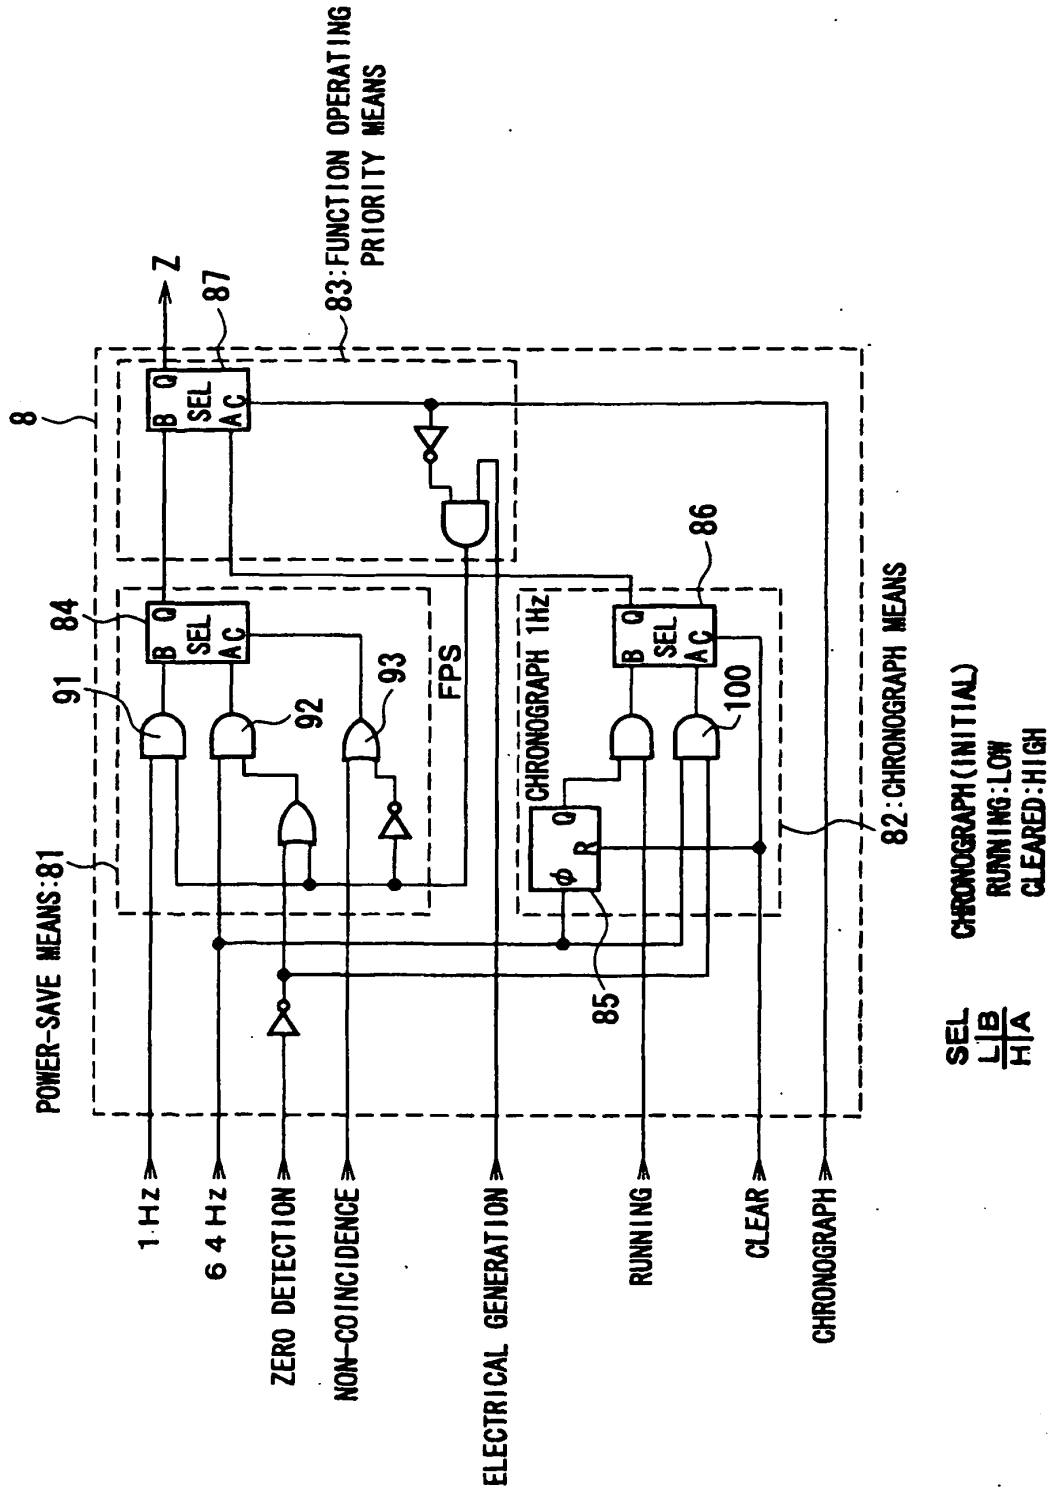 8
POWER-SAVE MEANS:81
91
84
B
Q
SEL
A
C
92
93
FPS
B
Q
SEL
A
C
87
Z
83:FUNCTION OPERATING
PRIORITY MEANS
1Hz
64Hz
ZERO DETECTION
NON-COINCIDENCE
ELECTRICAL GENERATION
RUNNING
CLEAR
CHRONOGRAPH
CHRONOGRAPH 1Hz
85
φ
Q
R
100
B
Q
SEL
A
C
86
82:CHRONOGRAPH MEANS
SEL
L B
H A
CHRONOGRAPH(INITIAL)
RUNNING:LOW
CLEARED:HIGH